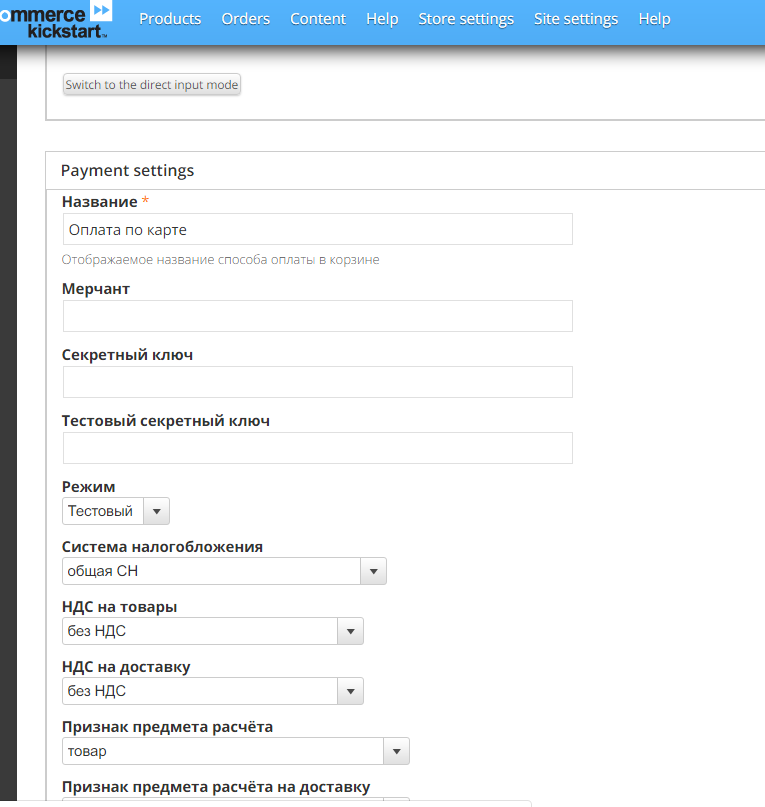 ommerce
kickstart™
Products Orders Content Help Store settings Site settings Help
Switch to the direct input mode
Payment settings
Название *
Оплата по карте
Отображаемое название способа оплаты в корзине
Мерчант
Секретный ключ
Тестовый секретный ключ
Режим
Тестовый
Система налогобложения
общая СН
НДС на товары
без НДС
НДС на доставку
без НДС
Признак предмета расчёта
товар
Признак предмета расчёта на доставку